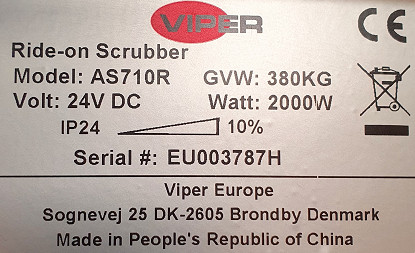 VIPER
CE
Ride-on Scrubber
Model: AS710R GVW: 380KG
Volt: 24V DC Watt: 2000W
IP24 10%
Serial #: EU003787H
Viper Europe
Sognevej 25 DK-2605 Brondby Denmark
Made in People's Republic of China